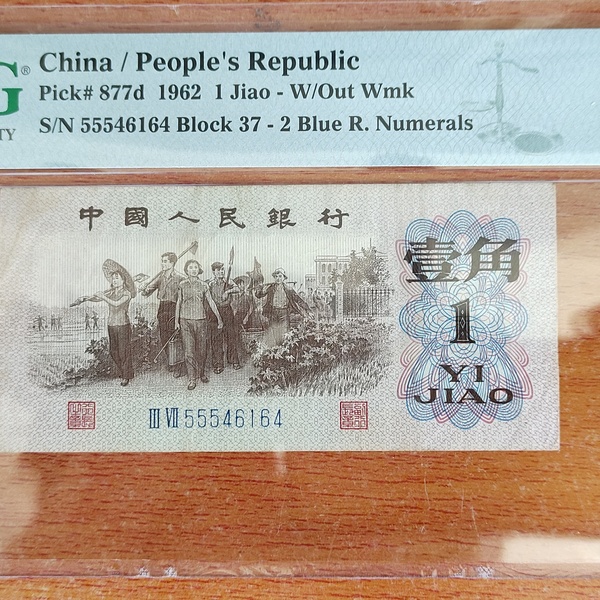 G®
TY
China / People's Republic
Pick# 877d 1962 1 Jiao - W/Out Wmk
S/N 55546164 Block 37 - 2 Blue R. Numerals
中國人民銀行
壹角
1
YI
JIAO
III VII 55546164